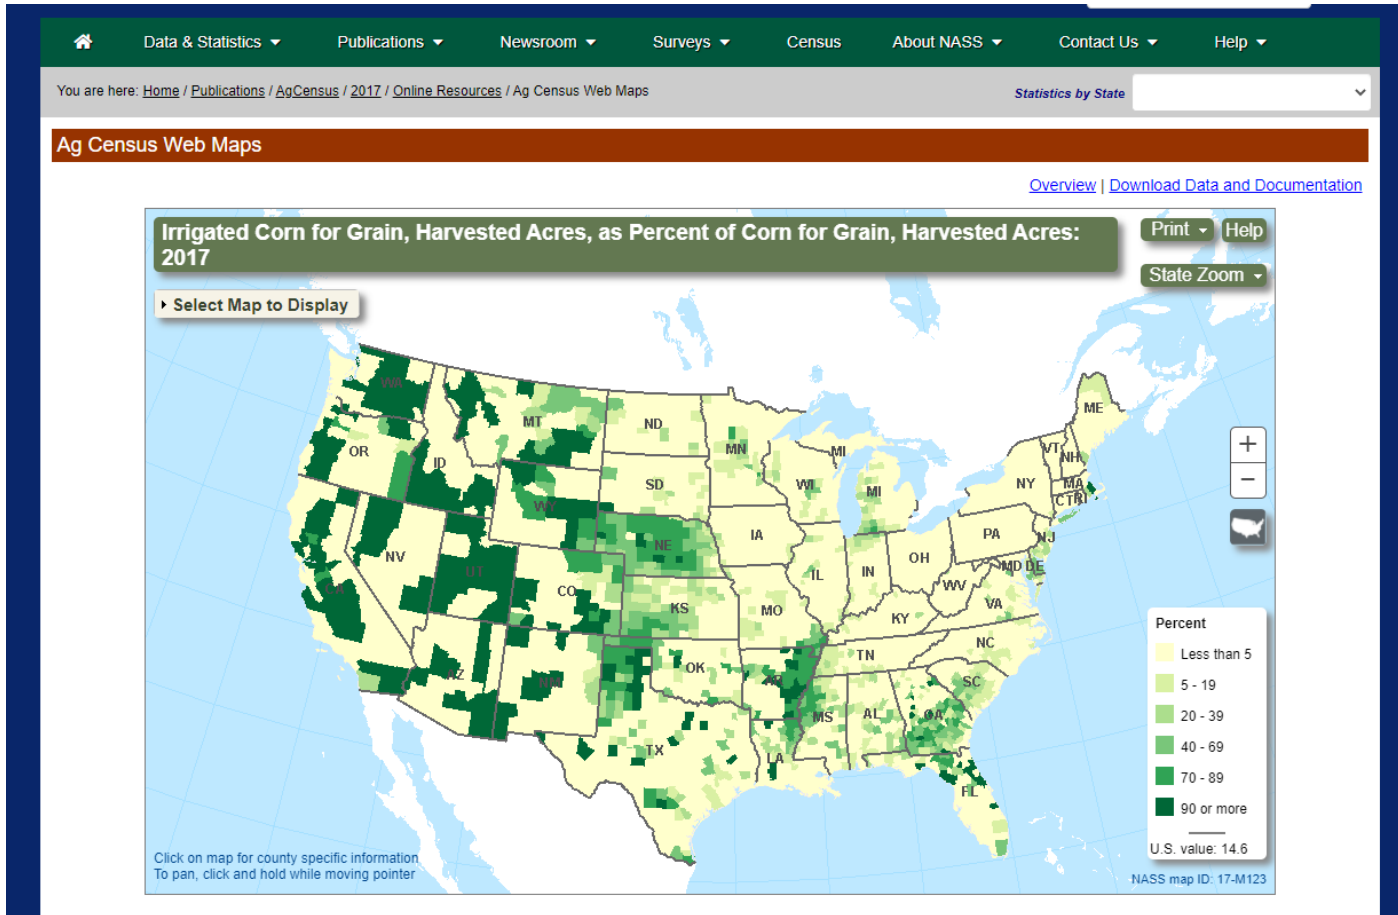 Data & Statistics Publications Newsroom Surveys Census About NASS Contact Us Help
You are here: Home / Publications / AgCensus / 2017 / Online Resources / Ag Census Web Maps
Statistics by State
Ag Census Web Maps
Overview | Download Data and Documentation
Irrigated Corn for Grain, Harvested Acres, as Percent of Corn for Grain, Harvested Acres:
2017
Print Help
State Zoom
Select Map to Display
WA
MT
ND
MN
ME
OR
ID
SD
WI
MI
MI
NY
VT
NH
MA
CT
RI
WY
NE
IA
PA
NJ
NV
UT
CO
IL
IN
OH
MD DE
WV
VA
CA
KS
MO
KY
NC
AZ
NM
OK
AR
TN
SC
MS
AL
GA
TX
LA
FL
+
−
Percent
Less than 5
5 - 19
20 - 39
40 - 69
70 - 89
90 or more
U.S. value: 14.6
Click on map for county specific information
To pan, click and hold while moving pointer
NASS map ID: 17-M123